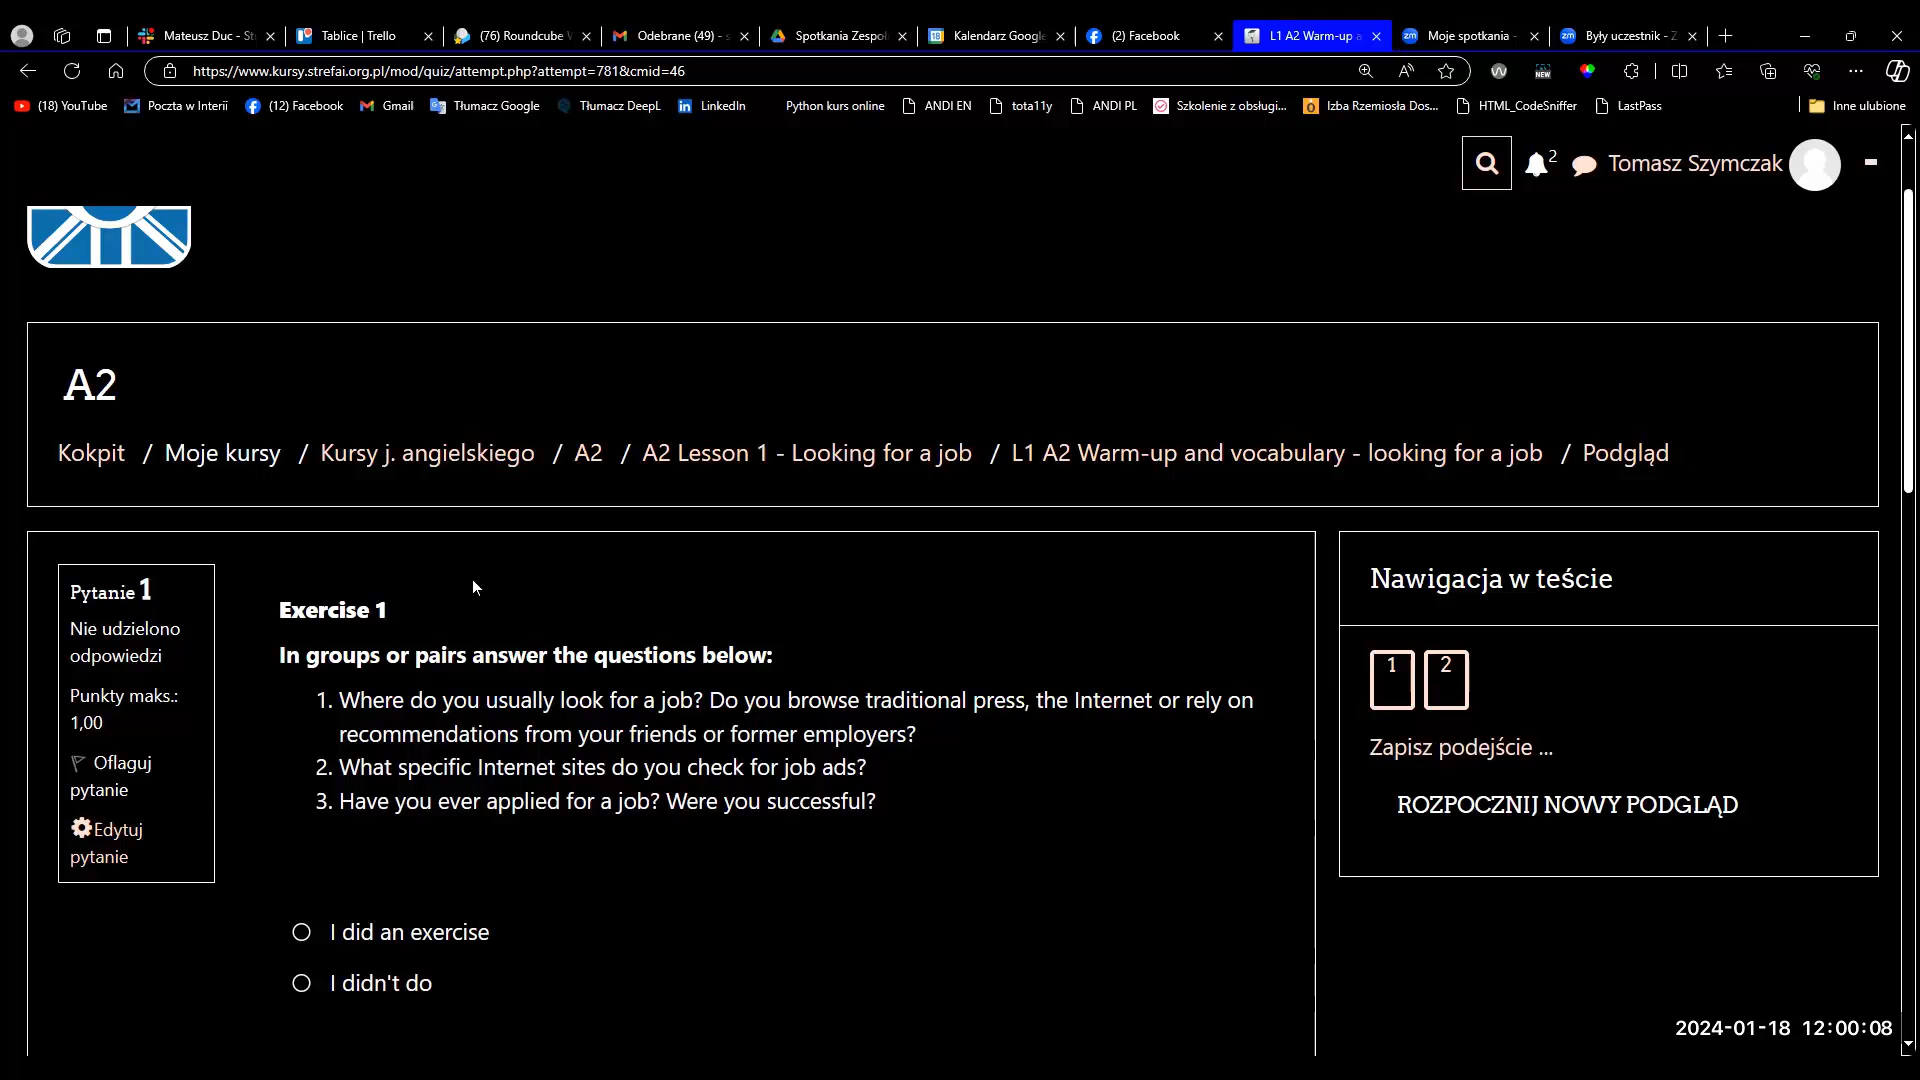 Mateusz Duc - St
Tablice | Trello
(76) Roundcube W
Odebrane (49) - s
Spotkania Zespoł
Kalendarz Google
(2) Facebook
L1 A2 Warm-up a
Moje spotkania -
Były uczestnik - Z
https://www.kursy.strefai.org.pl/mod/quiz/attempt.php?attempt=781&cmid=46
NEW
(18) YouTube
Poczta w Interii
(12) Facebook
Gmail
Tłumacz Google
Tłumacz DeepL
LinkedIn
Python kurs online
ANDI EN
tota11y
ANDI PL
Szkolenie z obsługi...
Izba Rzemiosła Dos...
HTML_CodeSniffer
LastPass
Inne ulubione
2
Tomasz Szymczak
A2
Kokpit / Moje kursy / Kursy j. angielskiego / A2 / A2 Lesson 1 - Looking for a job / L1 A2 Warm-up and vocabulary - looking for a job / Podgląd
Pytanie 1
Nie udzielono
odpowiedzi
Punkty maks.:
1,00
Oflaguj
pytanie
Edytuj
pytanie
Exercise 1
In groups or pairs answer the questions below:
1. Where do you usually look for a job? Do you browse traditional press, the Internet or rely on
recommendations from your friends or former employers?
2. What specific Internet sites do you check for job ads?
3. Have you ever applied for a job? Were you successful?
I did an exercise
I didn't do
Nawigacja w teście
1 2
Zapisz podejście ...
ROZPOCZNIJ NOWY PODGLĄD
2024-01-18 12:00:08